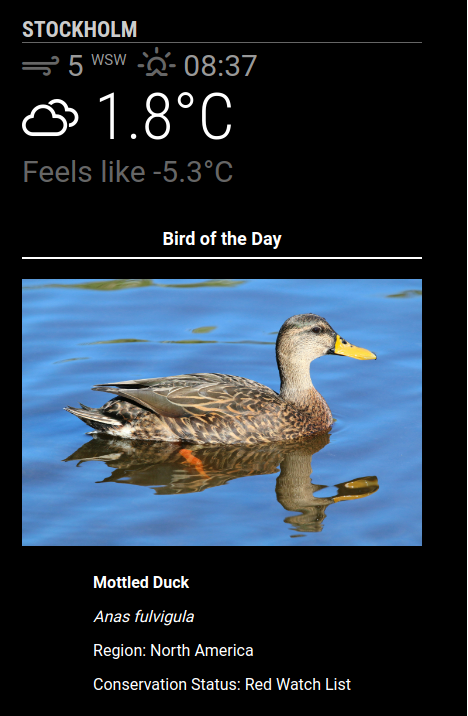 STOCKHOLM
5 WSW 08:37
1.8°C
Feels like -5.3°C
Bird of the Day
Mottled Duck
Anas fulvigula
Region: North America
Conservation Status: Red Watch List